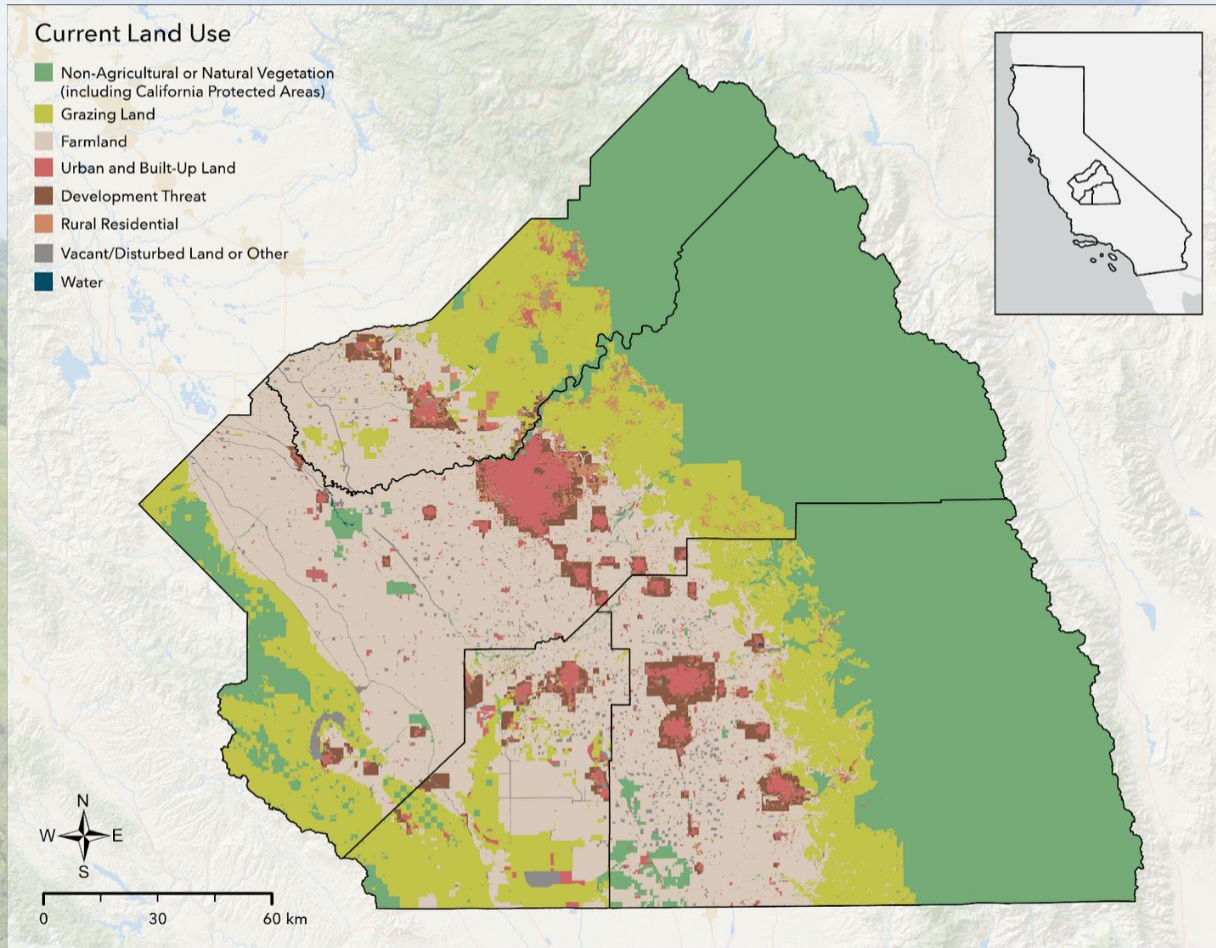 Current Land Use
Non-Agricultural or Natural Vegetation
(including California Protected Areas)
Grazing Land
Farmland
Urban and Built-Up Land
Development Threat
Rural Residential
Vacant/Disturbed Land or Other
Water
N
W E
S
0 30 60 km